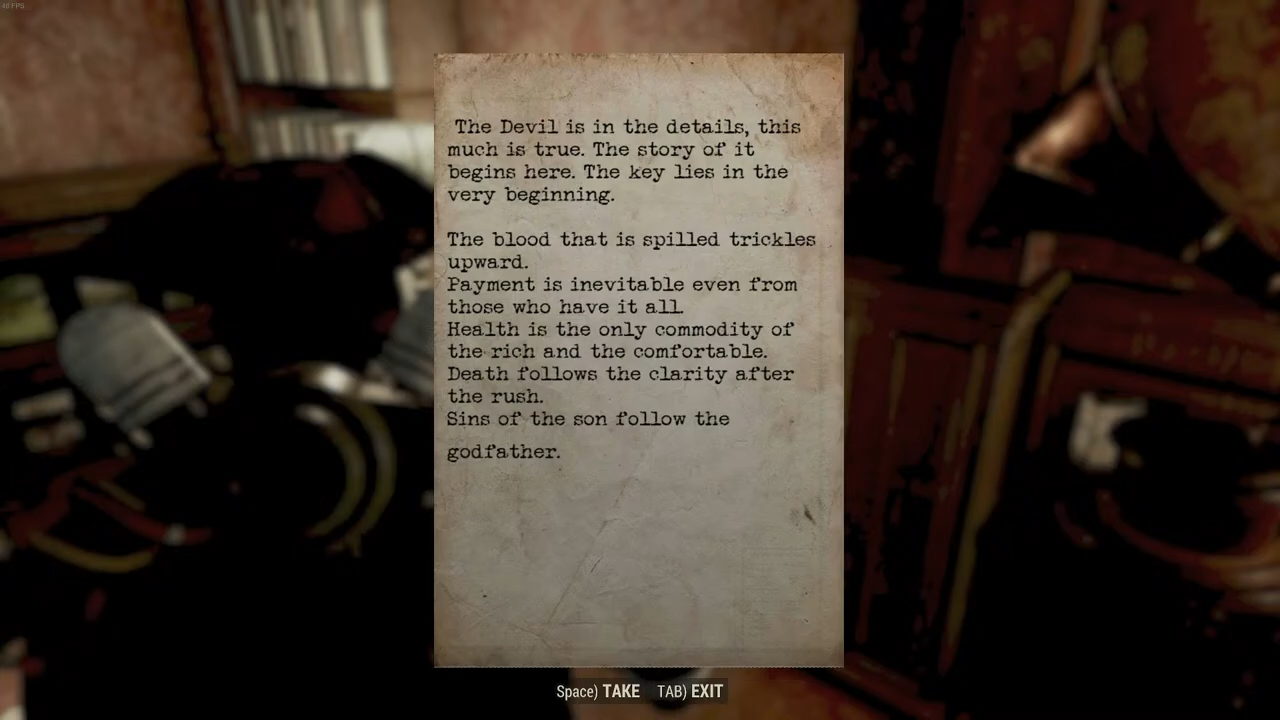 48 FPS
The Devil is in the details, this
much is true. The story of it
begins here. The key lies in the
very beginning.
The blood that is spilled trickles
upward.
Payment is inevitable even from
those who have it all.
Health is the only commodity of
the rich and the comfortable.
Death follows the clarity after
the rush.
Sins of the son follow the
godfather.
Space) TAKE TAB) EXIT